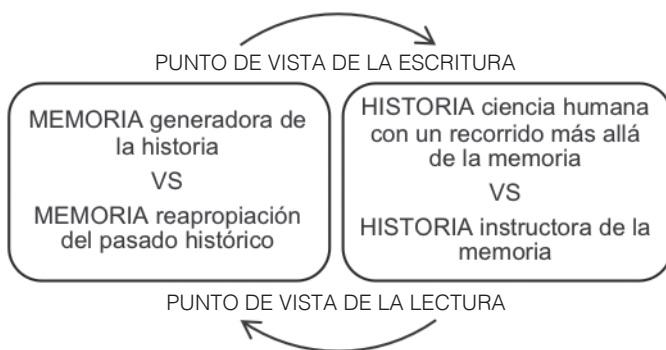 PUNTO DE VISTA DE LA ESCRITURA
MEMORIA generadora de
la historia
VS
MEMORIA reapropiación
del pasado histórico
HISTORIA ciencia humana
con un recorrido más allá
de la memoria
VS
HISTORIA instructora de la
memoria
PUNTO DE VISTA DE LA LECTURA